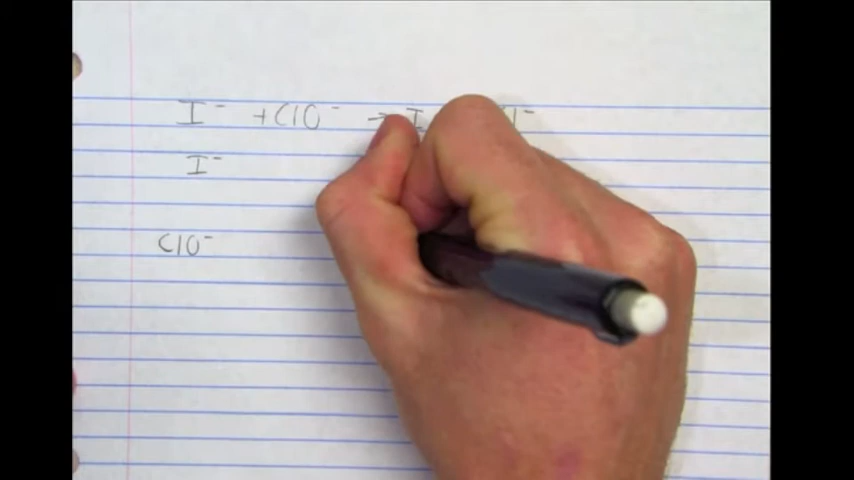 I⁻ + ClO⁻ → I
I⁻
ClO⁻